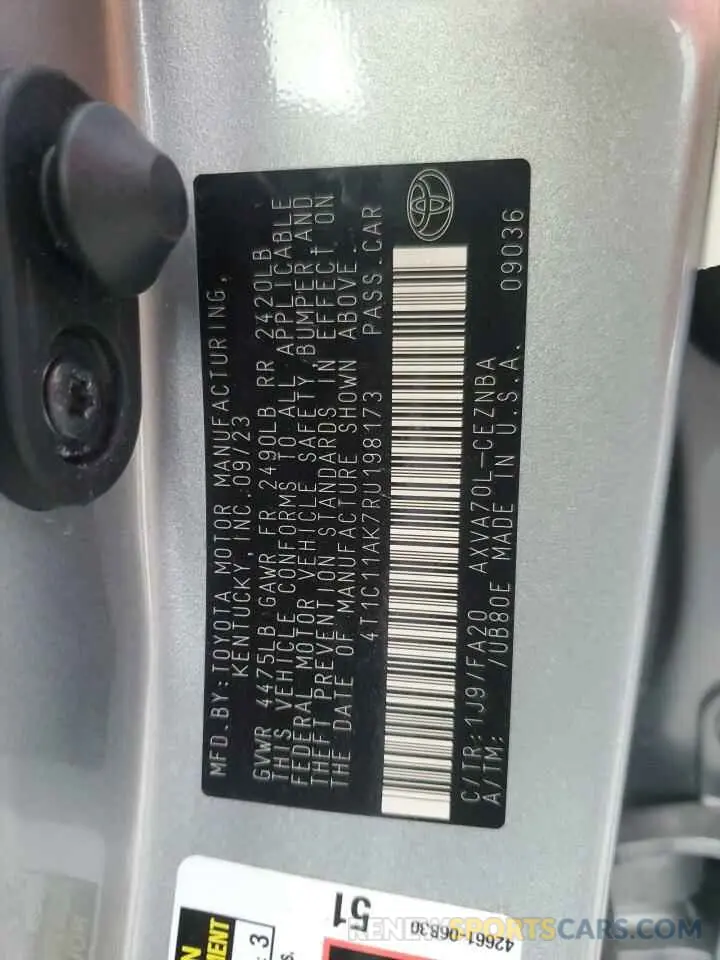 MFD.BY:TOYOTA MOTOR MANUFACTURING,
KENTUCKY, INC. 09/23
GVWR 4475LB GAWR FR 2490LB RR 2420LB
THIS VEHICLE CONFORMS TO ALL APPLICABLE
FEDERAL MOTOR VEHICLE SAFETY, BUMPER, AND
THEFT PREVENTION STANDARDS IN EFFECT ON
THE DATE OF MANUFACTURE SHOWN ABOVE.
4T1C11AK7RU198173 PASS.CAR
C/TR:1J9/FA20 AXVA70L-CEZNBA
A/TM: /UB80E MADE IN U.S.A. 09036
51
42661-06830
3
RENEWSPORTSCARS.COM